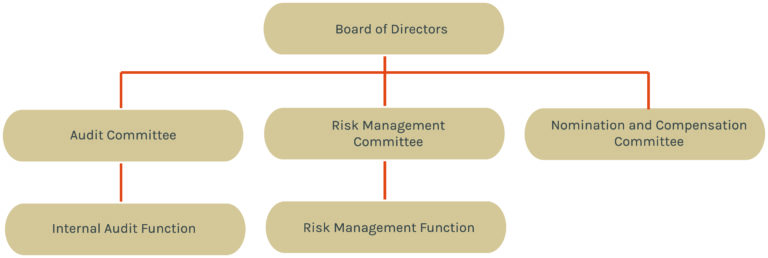 Board of Directors
Audit Committee
Risk Management
Committee
Nomination and Compensation
Committee
Internal Audit Function
Risk Management Function